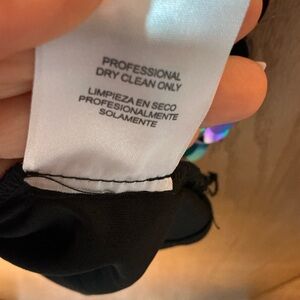 PROFESSIONAL
DRY CLEAN ONLY
LIMPIEZA EN SECO
PROFESIONALMENTE
SOLAMENTE